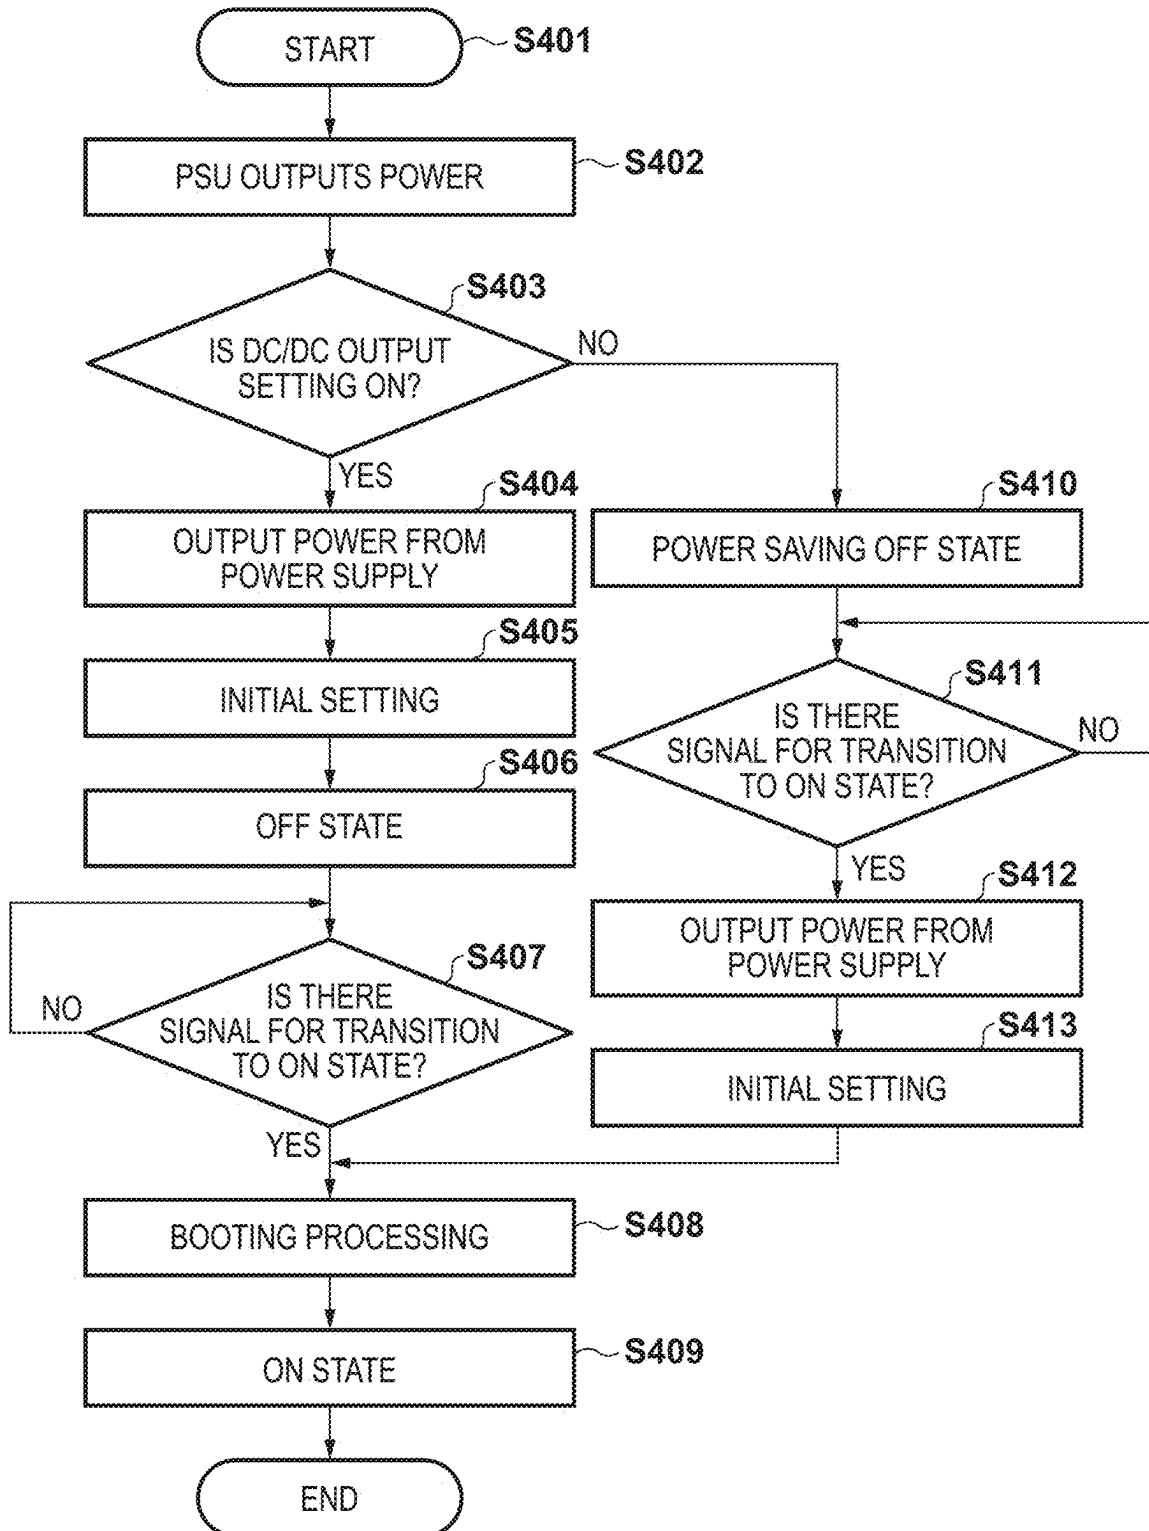 START
S401
PSU OUTPUTS POWER
S402
S403
IS DC/DC OUTPUT
SETTING ON?
NO
YES
S404
OUTPUT POWER FROM
POWER SUPPLY
S410
POWER SAVING OFF STATE
S405
INITIAL SETTING
S411
IS THERE
SIGNAL FOR TRANSITION
TO ON STATE?
NO
S406
OFF STATE
YES
S412
OUTPUT POWER FROM
POWER SUPPLY
S407
IS THERE
SIGNAL FOR TRANSITION
TO ON STATE?
NO
S413
INITIAL SETTING
YES
BOOTING PROCESSING
S408
ON STATE
S409
END